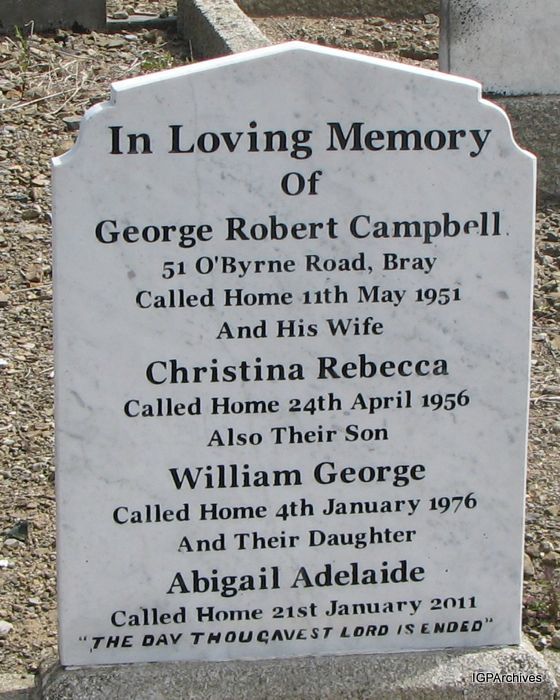 In Loving Memory
Of
George Robert Campbell
51 O'Byrne Road, Bray
Called Home 11th May 1951
And His Wife
Christina Rebecca
Called Home 24th April 1956
Also Their Son
William George
Called Home 4th January 1976
And Their Daughter
Abigail Adelaide
Called Home 21st January 2011
"THE DAY THOUGAVEST LORD IS ENDED"
IGPArchives